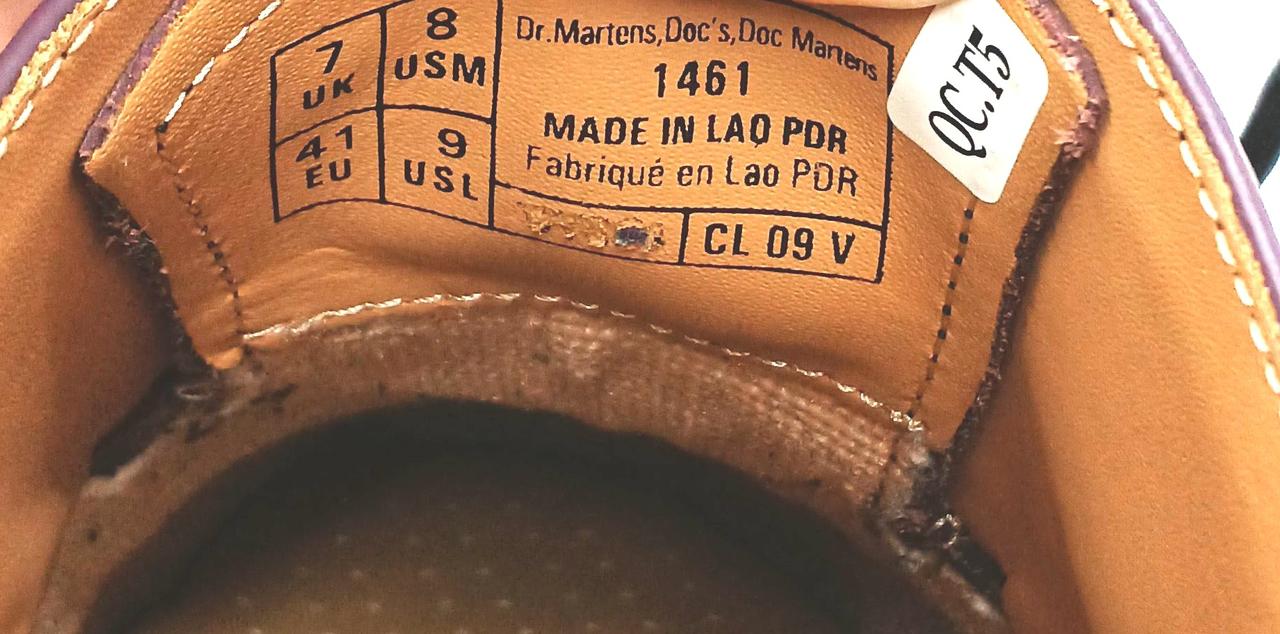 7
UK
8
USM
41
EU
9
USL
Dr.Martens,Doc's,Doc Martens
1461
MADE IN LAO PDR
Fabriqué en Lao PDR
CL 09 V
QC.T5